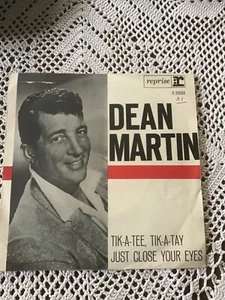 reprise
DEAN
MARTIN
TIK-A-TEE, TIK-A-TAY
JUST CLOSE YOUR EYES